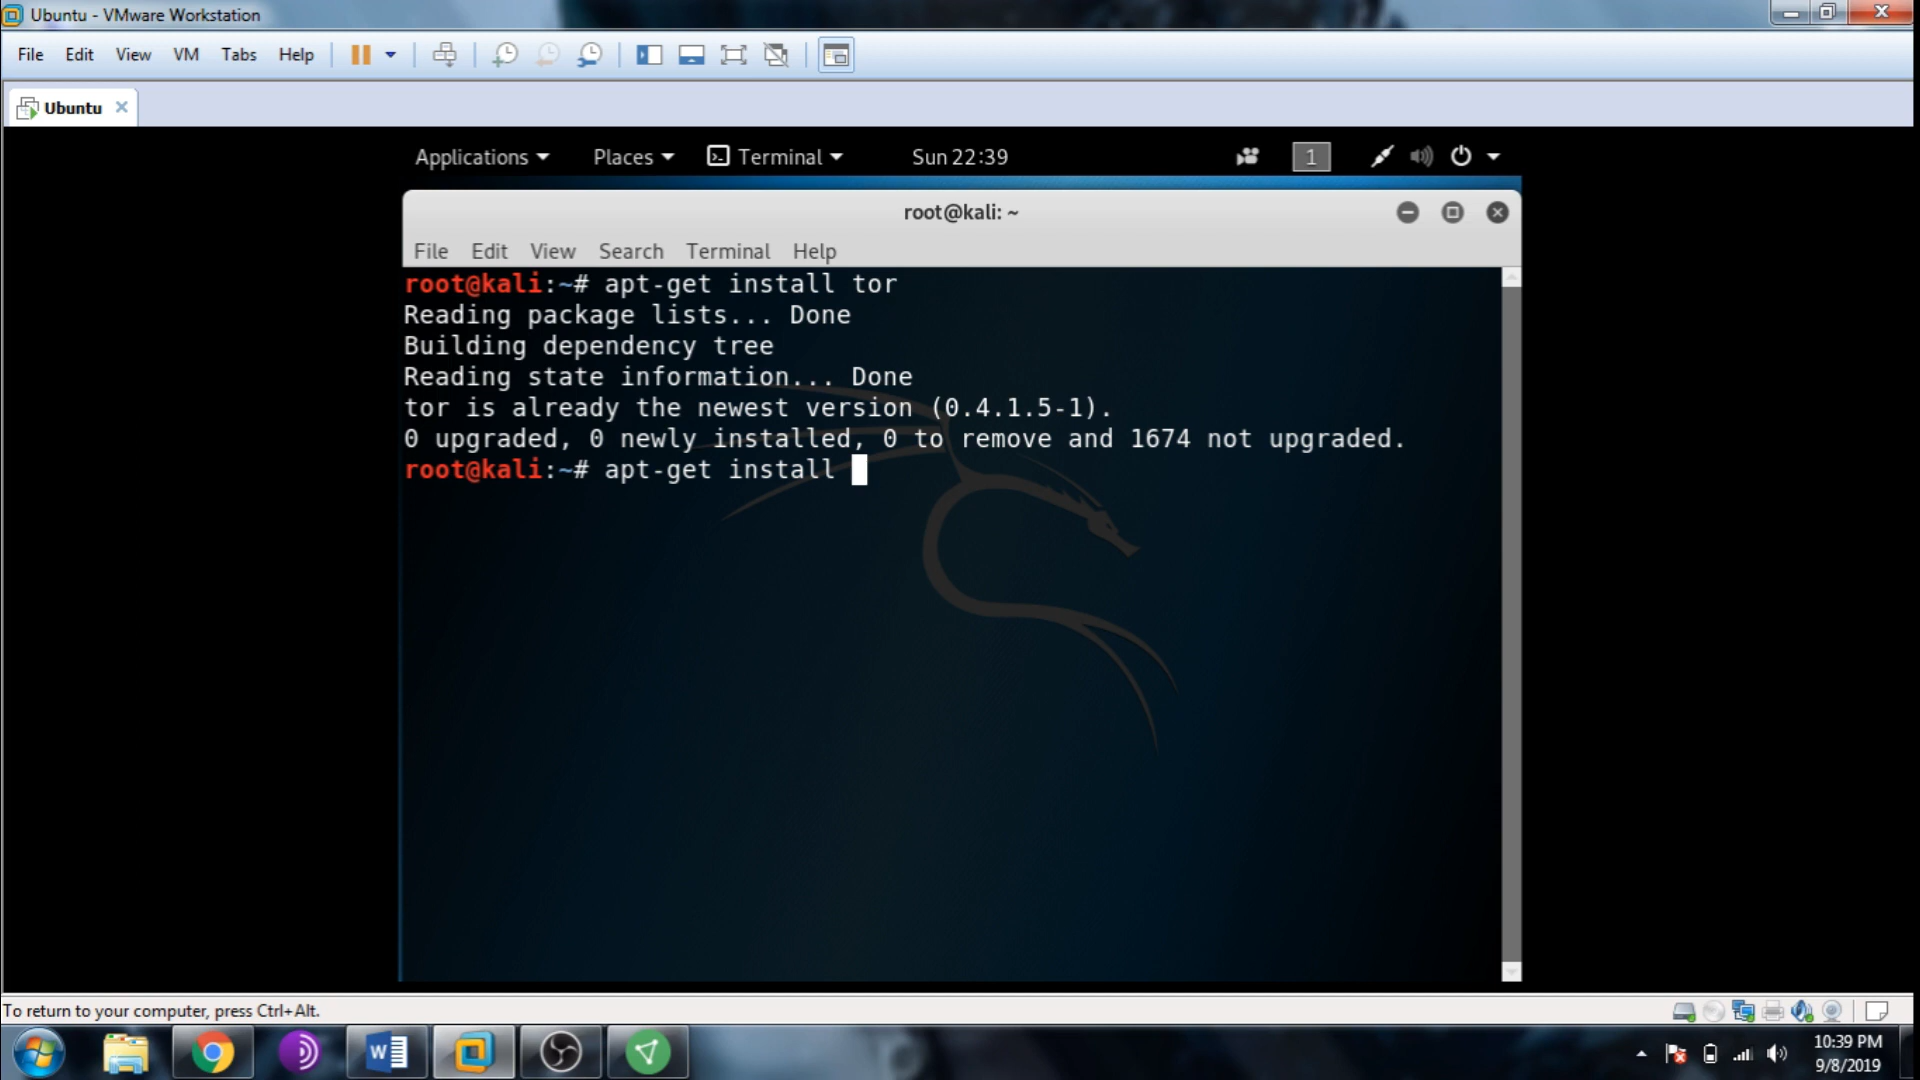 Ubuntu - VMware Workstation
File Edit View VM Tabs Help
Ubuntu
Applications Places Terminal Sun 22:39 1
root@kali: ~
File Edit View Search Terminal Help
root@kali:~# apt-get install tor
Reading package lists... Done
Building dependency tree
Reading state information... Done
tor is already the newest version (0.4.1.5-1).
0 upgraded, 0 newly installed, 0 to remove and 1674 not upgraded.
root@kali:~# apt-get install
To return to your computer, press Ctrl+Alt.
W
10:39 PM
9/8/2019